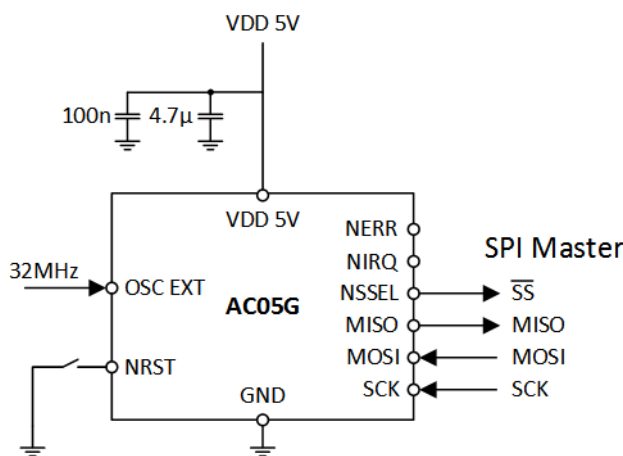 VDD 5V
100n
4.7µ
VDD 5V
NERR
NIRQ
SPI Master
32MHz
OSC EXT
AC05G
NSSEL
SS
MISO
MISO
NRST
MOSI
MOSI
GND
SCK
SCK